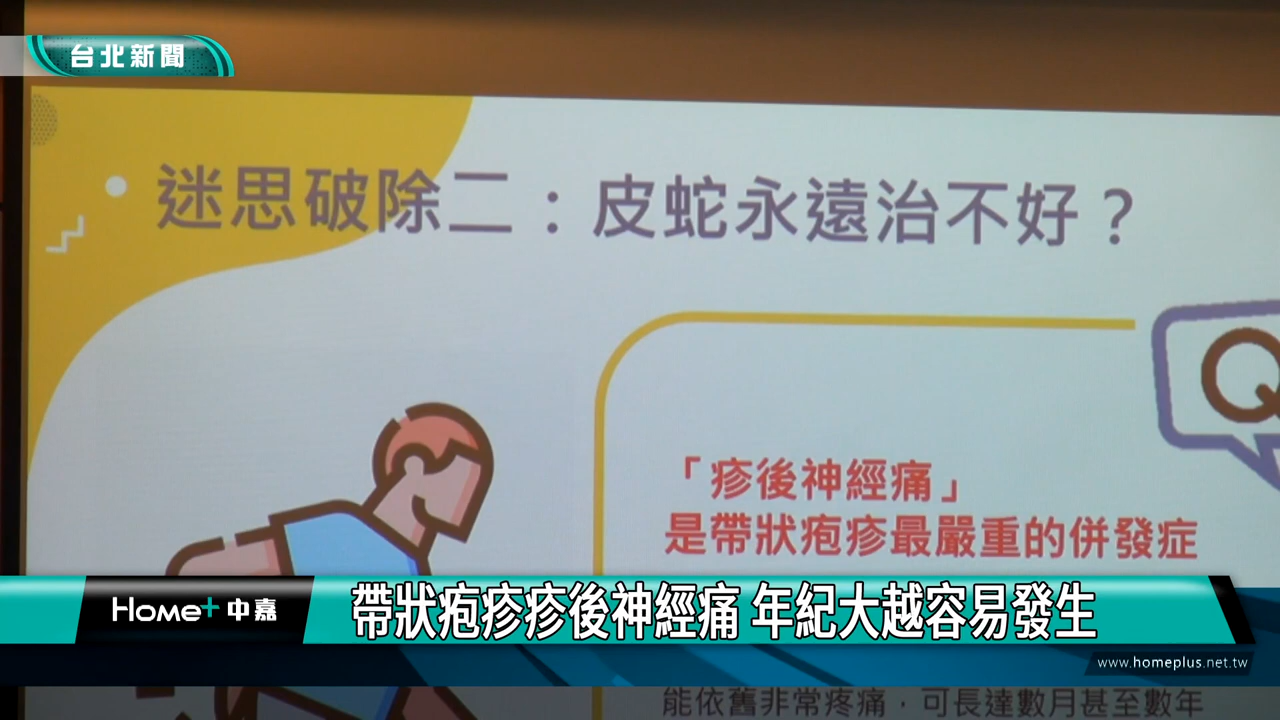 台北新聞
迷思破除二：皮蛇永遠治不好？
Q
「疹後神經痛」
是帶狀疱疹最嚴重的併發症
Home+中嘉
帶狀疱疹疹後神經痛 年紀大越容易發生
www.homeplus.net.tw
能依舊非常疼痛，可長達數月甚至數年